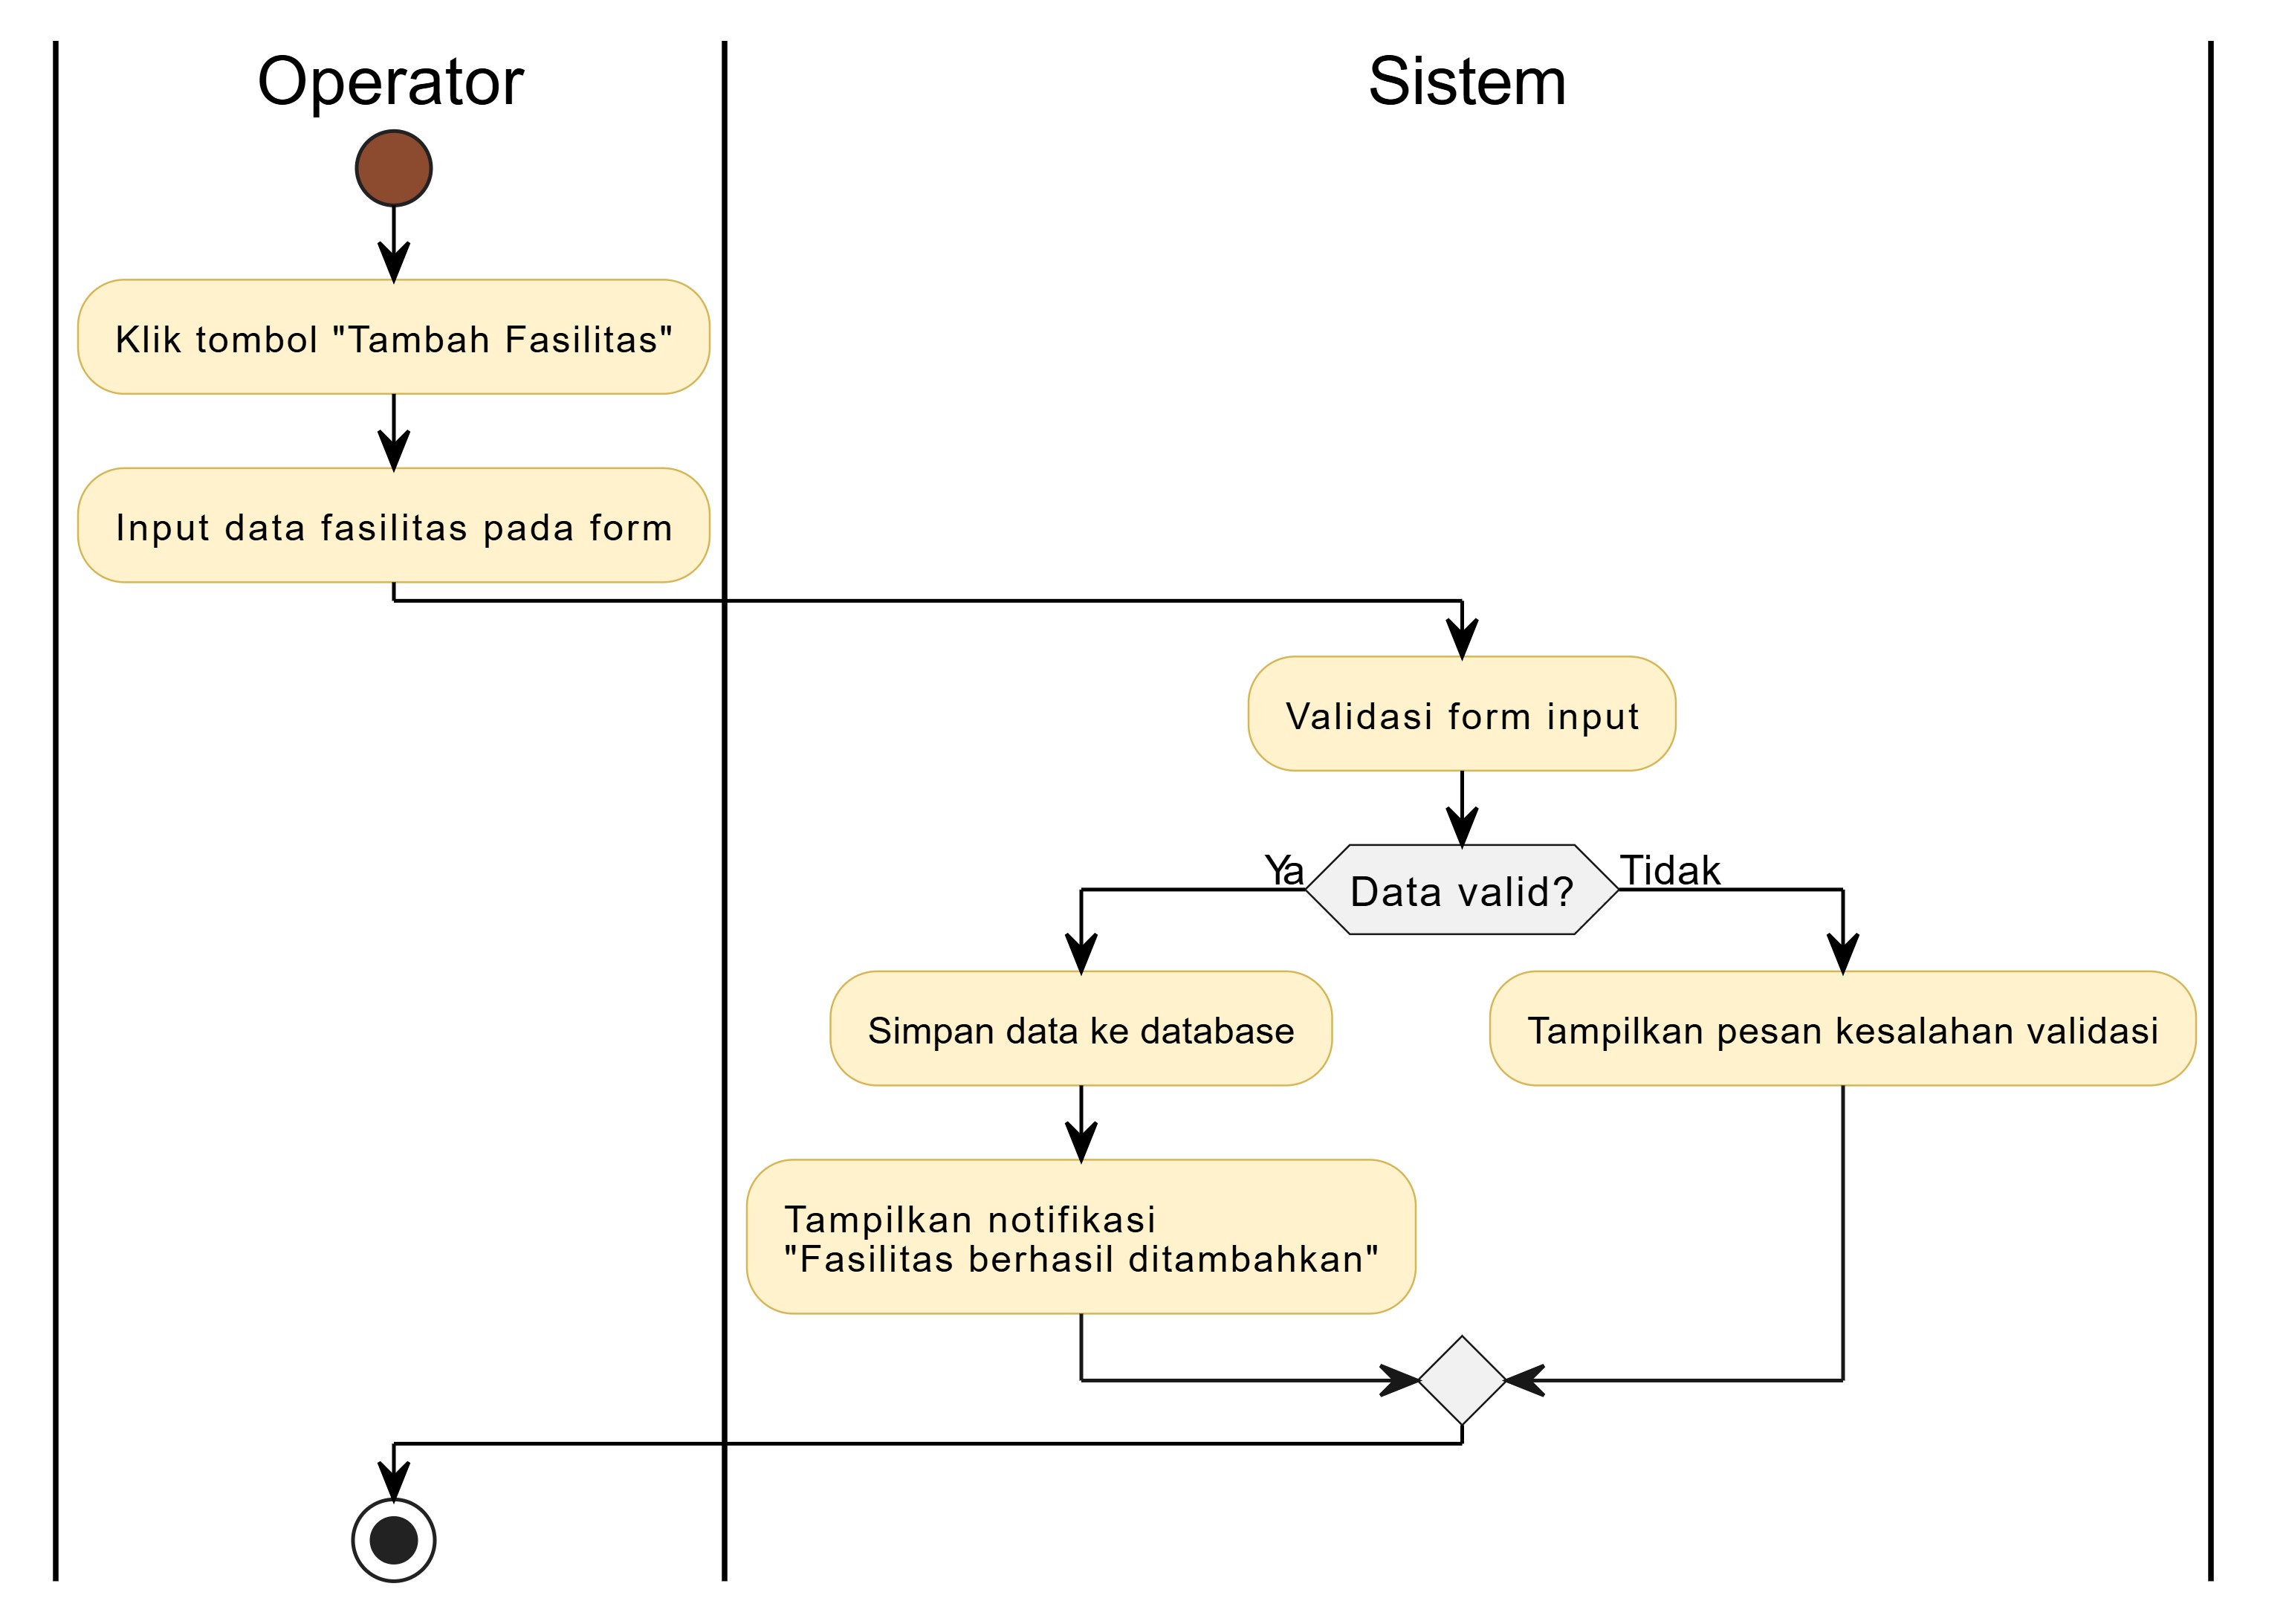 Operator
Sistem
Klik tombol "Tambah Fasilitas"
Input data fasilitas pada form
Validasi form input
Ya
Data valid?
Tidak
Simpan data ke database
Tampilkan pesan kesalahan validasi
Tampilkan notifikasi
"Fasilitas berhasil ditambahkan"